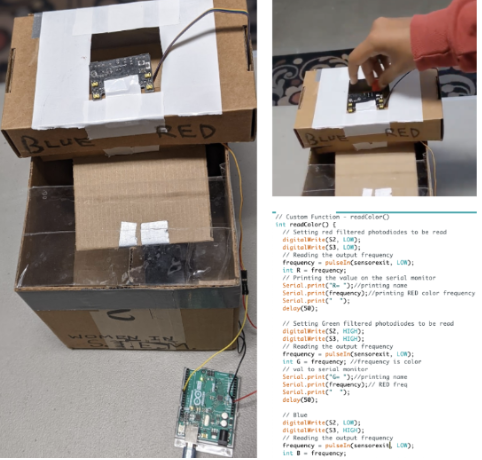 BLUE RED
WOMEN IN
// Custom Function - readColor()
int readColor() {
// Setting red filtered photodiodes to be read
digitalWrite(S2, LOW);
digitalWrite(S3, LOW);
// Reading the output frequency
frequency = pulseIn(sensorexit, LOW);
int R = frequency;
// Printing the value on the serial monitor
Serial.print("R= ");//printing name
Serial.print(frequency);//printing RED color frequency
Serial.print("  ");
delay(50);
// Setting Green filtered photodiodes to be read
digitalWrite(S2, HIGH);
digitalWrite(S3, HIGH);
// Reading the output frequency
frequency = pulseIn(sensorexit, LOW);
int G = frequency; //frequency is color
// val to serial monitor
Serial.print("G= ");//printing name
Serial.print(frequency);// RED freq
Serial.print("  ");
delay(50);
// Blue
digitalWrite(S2, LOW);
digitalWrite(S3, HIGH);
// Reading the output frequency
frequency = pulseIn(sensorexit, LOW);
int B = frequency;